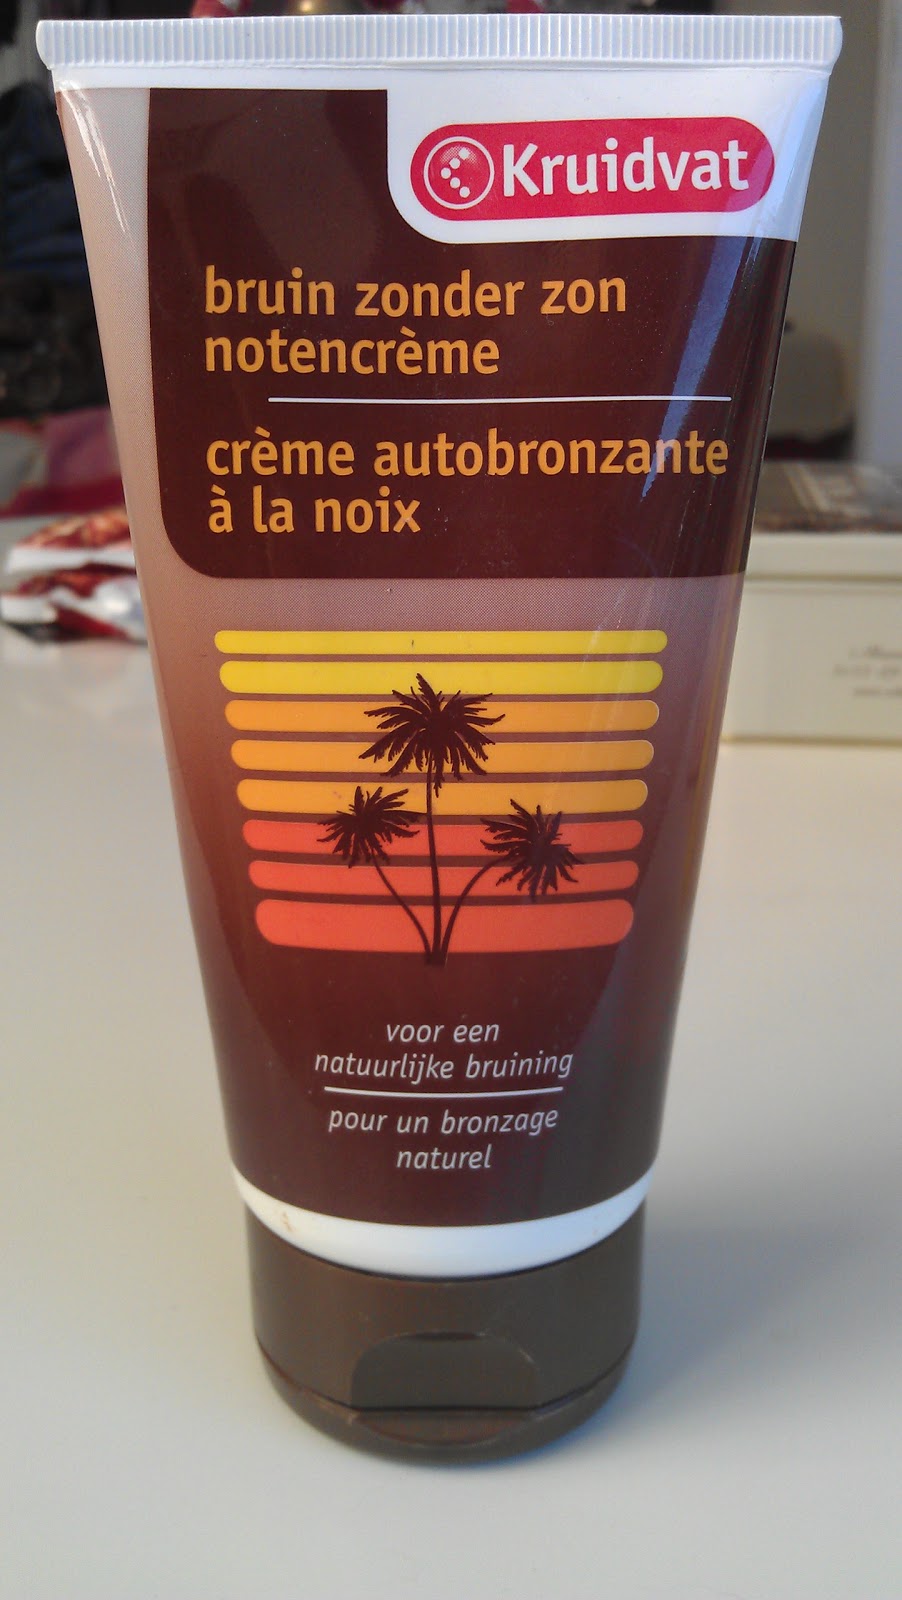 Kruidvat
bruin zonder zon
notencrème
crème autobronzante
à la noix
voor een
natuurlijke bruining
pour un bronzage
naturel